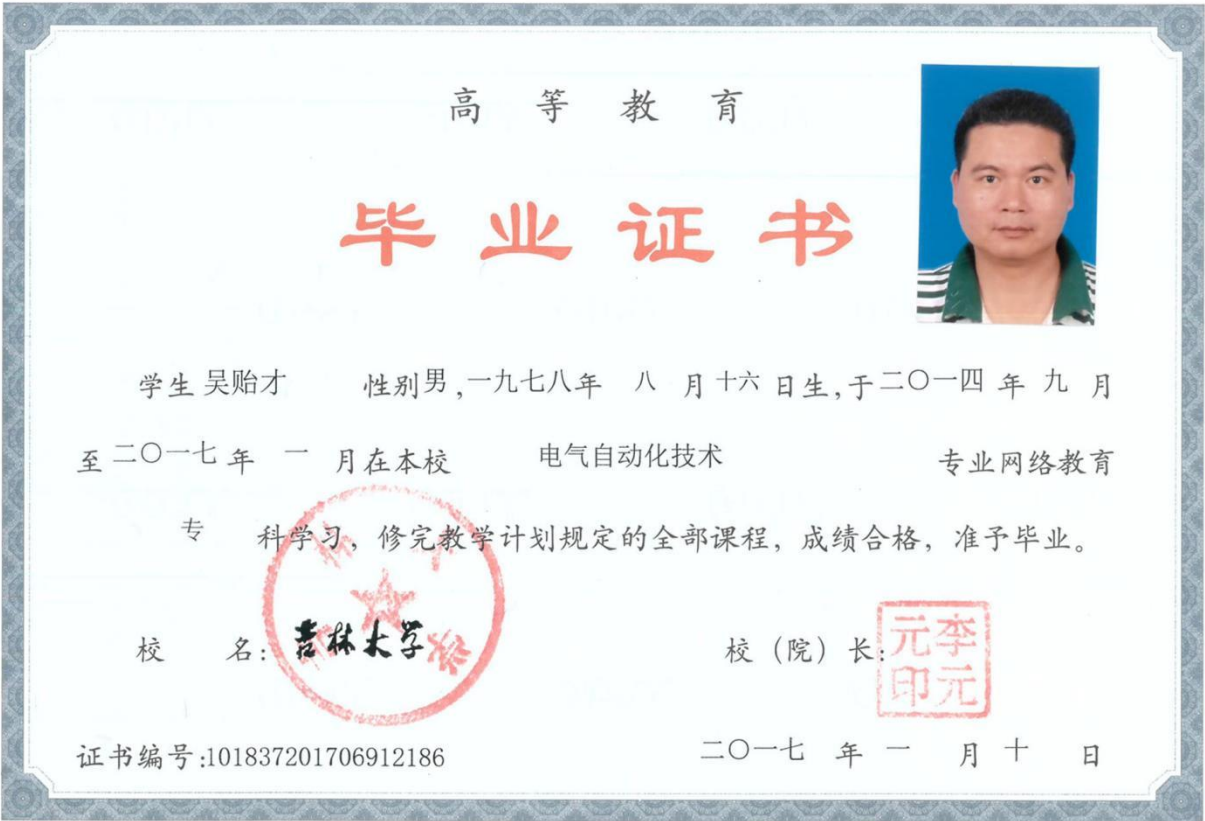 高等教育
毕业证书
学生 吴贻才 性别 男,一九七八年 八 月 十六 日生,于二〇一四 年 九 月
至 二〇一七 年 一 月在本校 电气自动化技术 专业网络教育
专 科学习，修完教学计划规定的全部课程，成绩合格，准予毕业。
校 名: 吉林大学 校（院）长: 李元元印
证书编号:101837201706912186 二〇一七 年 一 月 十 日